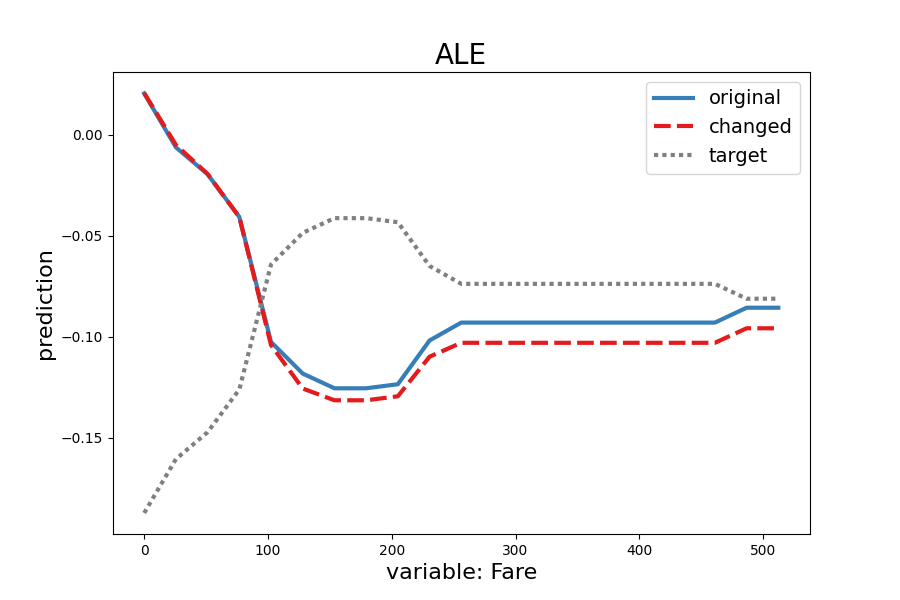 ALE
original
changed
target
prediction
0.00
−0.05
−0.10
−0.15
0 100 200 300 400 500
variable: Fare